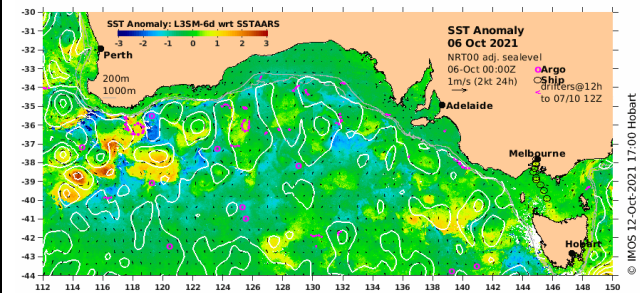 SST Anomaly: L3SM-6d wrt SSTAARS
-3 -2 -1 0 1 2 3
Perth
200m
1000m
SST Anomaly
06 Oct 2021
NRT00 adj. sealevel
06-Oct 00:00Z
1m/s (2kt 24h)
Argo
Ship
drifters@12h
to 07/10 12Z
Adelaide
Melbourne
Hobart
-30
-31
-32
-33
-34
-35
-36
-37
-38
-39
-40
-41
-42
-43
-44
112 114 116 118 120 122 124 126 128 130 132 134 136 138 140 142 144 146 148 150
© IMOS 12-Oct-2021 17:00 Hobart